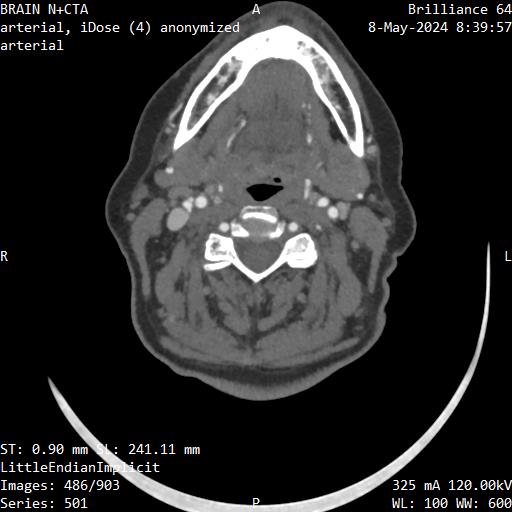 BRAIN N+CTA
arterial, iDose (4) anonymized
arterial
A
Brilliance 64
8-May-2024 8:39:57
R
L
ST: 0.90 mm SL: 241.11 mm
LittleEndianImplicit
Images: 486/903
Series: 501
P
325 mA 120.00kV
WL: 100 WW: 600